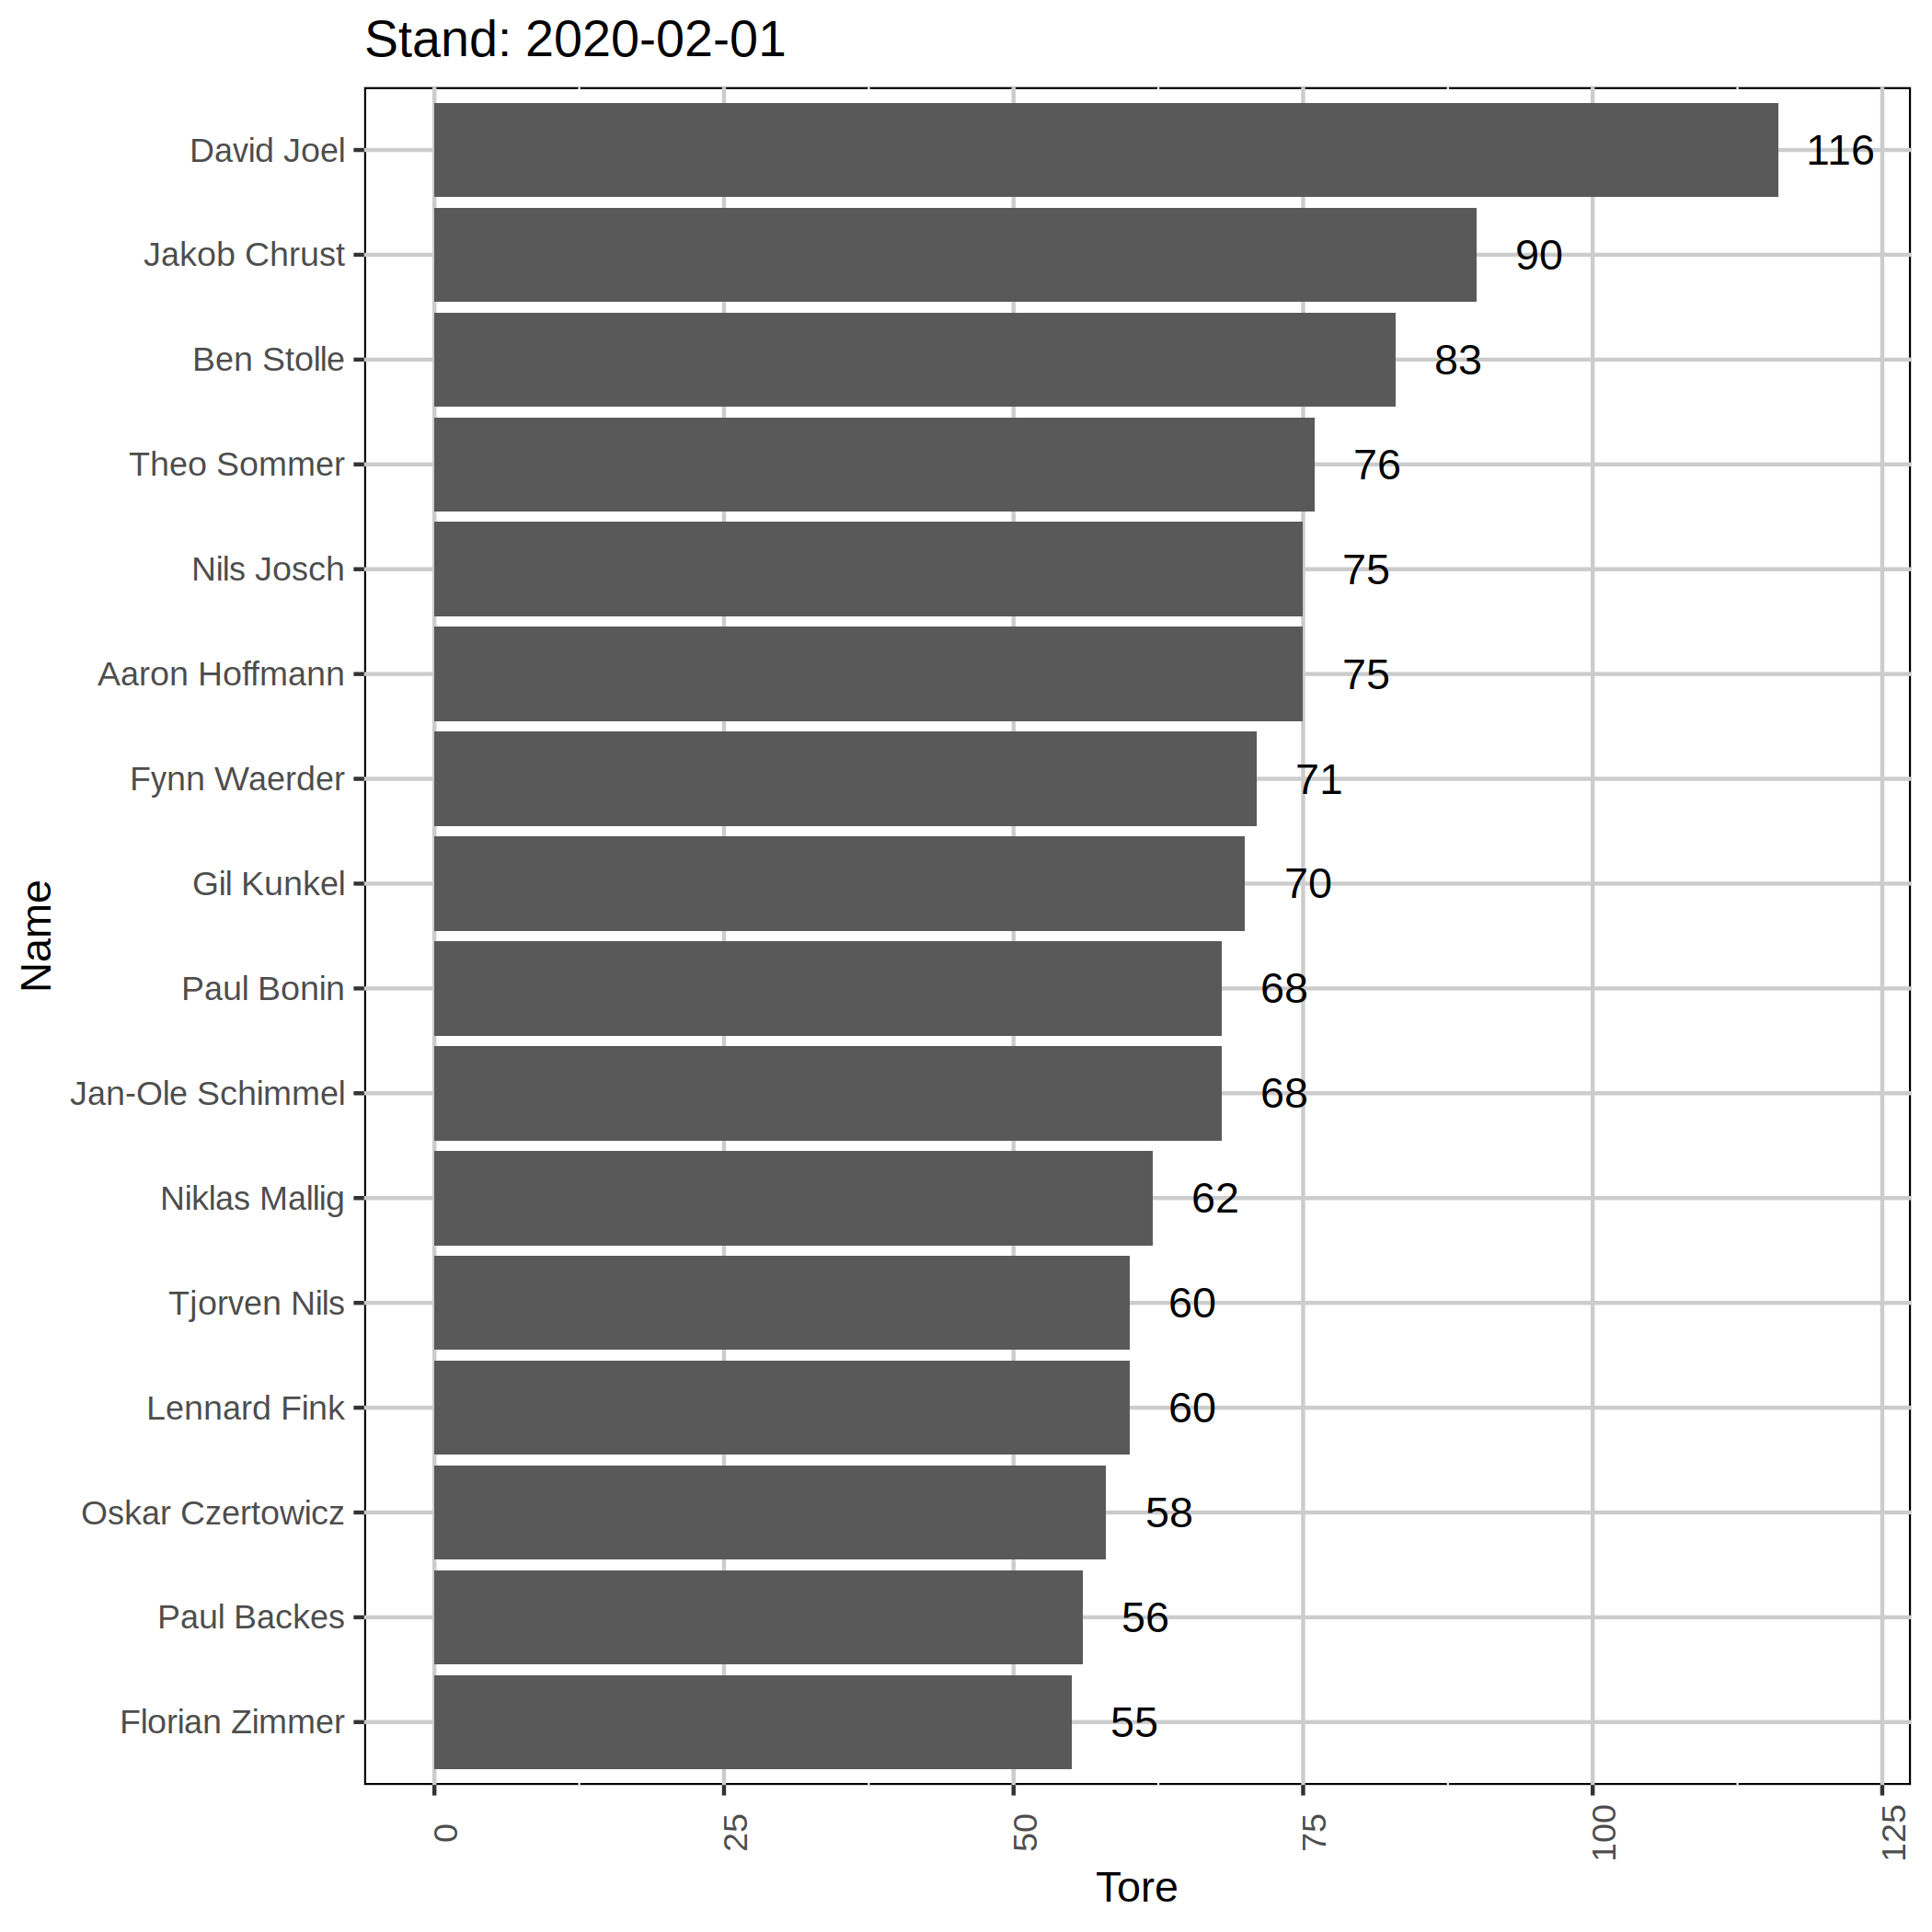 Stand: 2020-02-01
David Joel 116
Jakob Chrust 90
Ben Stolle 83
Theo Sommer 76
Nils Josch 75
Aaron Hoffmann 75
Fynn Waerder 71
Gil Kunkel 70
Paul Bonin 68
Jan-Ole Schimmel 68
Niklas Mallig 62
Tjorven Nils 60
Lennard Fink 60
Oskar Czertowicz 58
Paul Backes 56
Florian Zimmer 55
Name
0 25 50 75 100 125
Tore